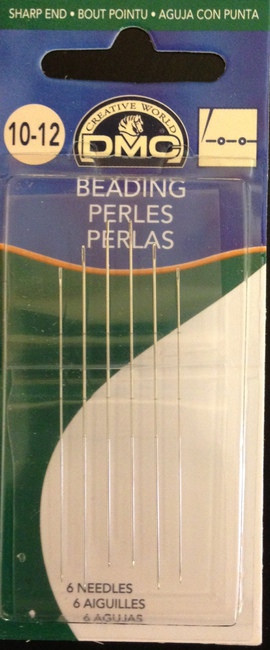 SHARP END • BOUT POINTU • AGUJA CON PUNTA
10-12
CREATIVE WORLD
DMC
BEADING
PERLES
PERLAS
6 NEEDLES
6 AIGUILLES
6 AGUJAS